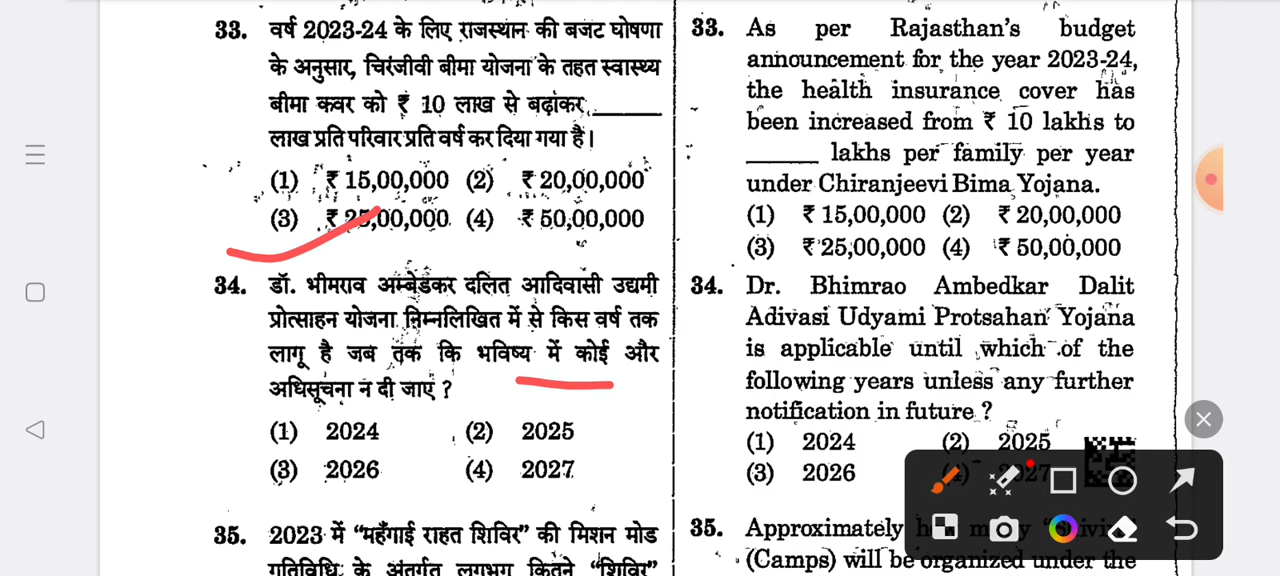 33. वर्ष 2023-24 के लिए राजस्थान की बजट घोषणा
के अनुसार, चिरंजीवी बीमा योजना के तहत स्वास्थ्य
बीमा कवर को ₹ 10 लाख से बढ़ाकर ______
लाख प्रति परिवार प्रति वर्ष कर दिया गया है।
(1) ₹ 15,00,000 (2) ₹ 20,00,000
(3) ₹ 25,00,000 (4) ₹ 50,00,000
34. डॉ. भीमराव अम्बेडकर दलित आदिवासी उद्यमी
प्रोत्साहन योजना निम्नलिखित में से किस वर्ष तक
लागू है जब तक कि भविष्य में कोई और
अधिसूचना न दी जाए ?
(1) 2024 (2) 2025
(3) 2026 (4) 2027
35. 2023 में “महँगाई राहत शिविर” की मिशन मोड
गतिविधि के अंतर्गत लगभग कितने “शिविर”
33. As per Rajasthan's budget
announcement for the year 2023-24,
the health insurance cover has
been increased from ₹ 10 lakhs to
______ lakhs per family per year
under Chiranjeevi Bima Yojana.
(1) ₹ 15,00,000 (2) ₹ 20,00,000
(3) ₹ 25,00,000 (4) ₹ 50,00,000
34. Dr. Bhimrao Ambedkar Dalit
Adivasi Udyami Protsahan Yojana
is applicable until which of the
following years unless any further
notification in future ?
(1) 2024 (2) 2025
(3) 2026 (4) 2027
35. Approximately
(Camps) will be organized under the